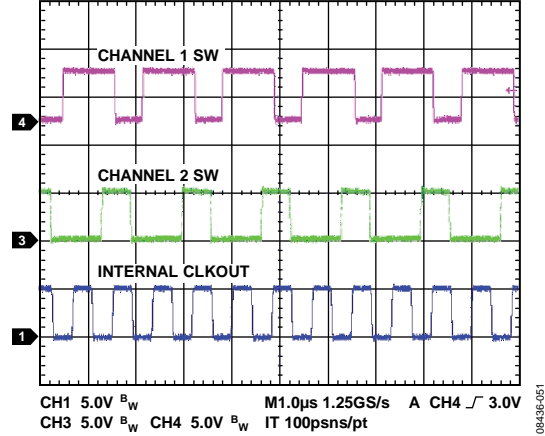 CHANNEL 1 SW
4
CHANNEL 2 SW
3
INTERNAL CLKOUT
1
CH1 5.0V BW M1.0µs 1.25GS/s A CH4 3.0V
CH3 5.0V BW CH4 5.0V BW IT 100psns/pt
08436-051